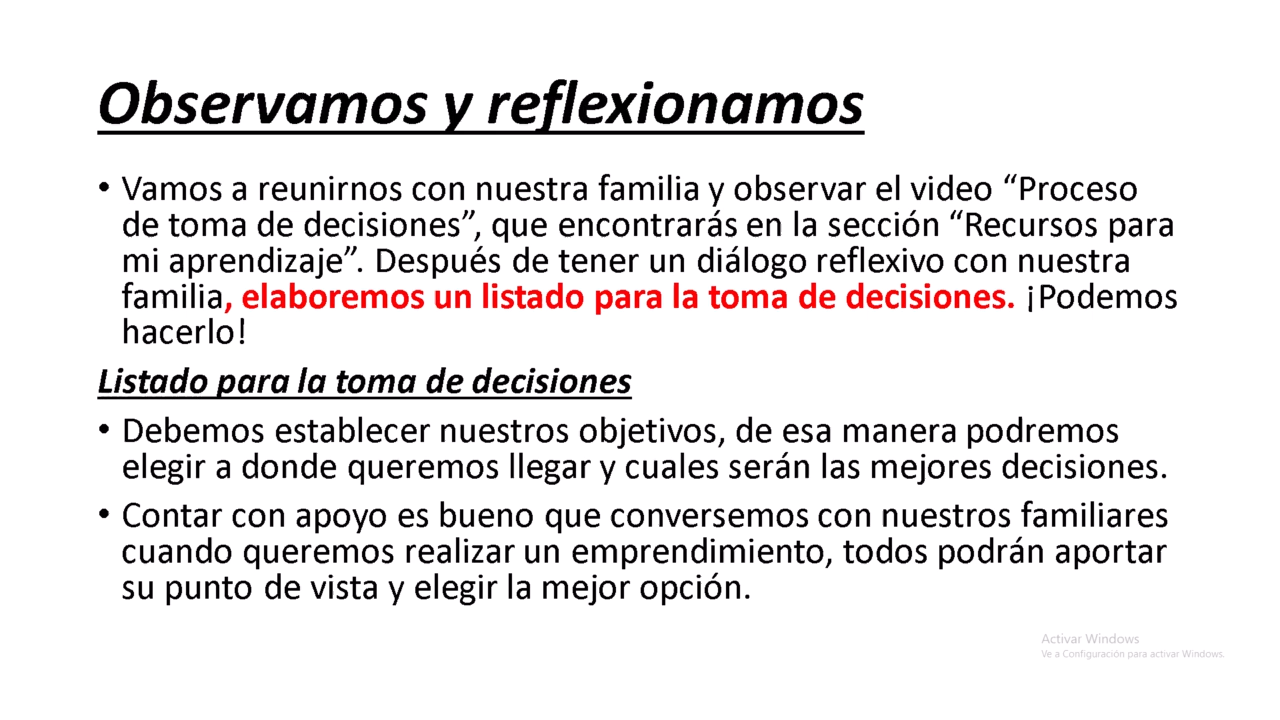 Observamos y reflexionamos
• Vamos a reunirnos con nuestra familia y observar el video “Proceso
de toma de decisiones”, que encontrarás en la sección “Recursos para
mi aprendizaje”. Después de tener un diálogo reflexivo con nuestra
familia, elaboremos un listado para la toma de decisiones. ¡Podemos
hacerlo!
Listado para la toma de decisiones
• Debemos establecer nuestros objetivos, de esa manera podremos
elegir a donde queremos llegar y cuales serán las mejores decisiones.
• Contar con apoyo es bueno que conversemos con nuestros familiares
cuando queremos realizar un emprendimiento, todos podrán aportar
su punto de vista y elegir la mejor opción.
Activar Windows
Ve a Configuración para activar Windows.